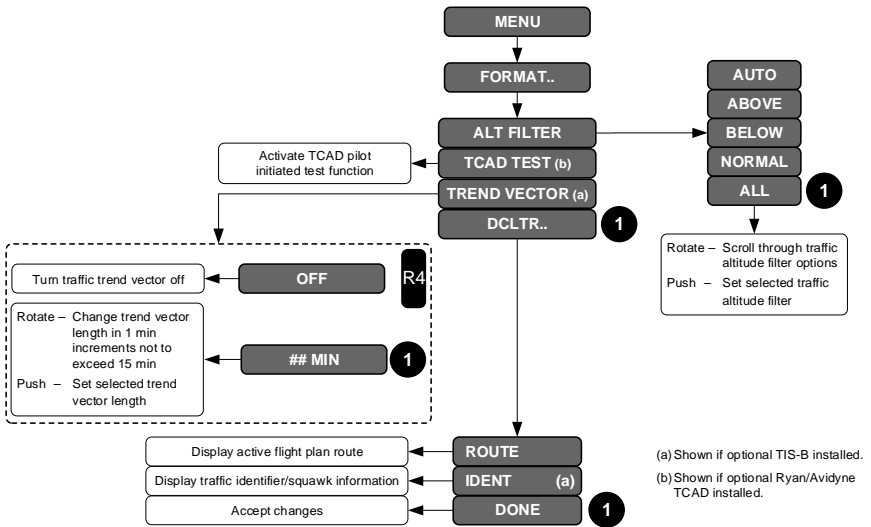 MENU
FORMAT..
ALT FILTER
TCAD TEST (b)
TREND VECTOR (a)
DCLTR..
1
AUTO
ABOVE
BELOW
NORMAL
ALL
1
Rotate – Scroll through traffic
altitude filter options
Push – Set selected traffic
altitude filter
Activate TCAD pilot
initiated test function
Turn traffic trend vector off
OFF
R4
Rotate – Change trend vector
length in 1 min
increments not to
exceed 15 min
Push – Set selected trend
vector length
## MIN
1
Display active flight plan route
ROUTE
Display traffic identifier/squawk information
IDENT (a)
Accept changes
DONE
1
(a) Shown if optional TIS-B installed.
(b) Shown if optional Ryan/Avidyne
TCAD installed.